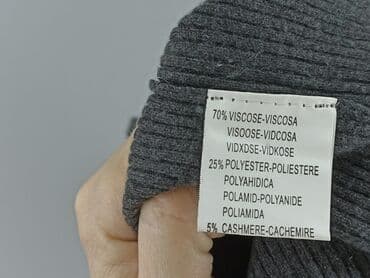 70% VISCOSE-VISCOSA
VISOOSE-VIDCOSA
VIDXDSE-VIDKOSE
25% POLYESTER-POLIESTERE
POLYAHIDICA
POLAMID-POLYANIDE
POLIAMIDA
5% CASHMERE-CACHEMIRE